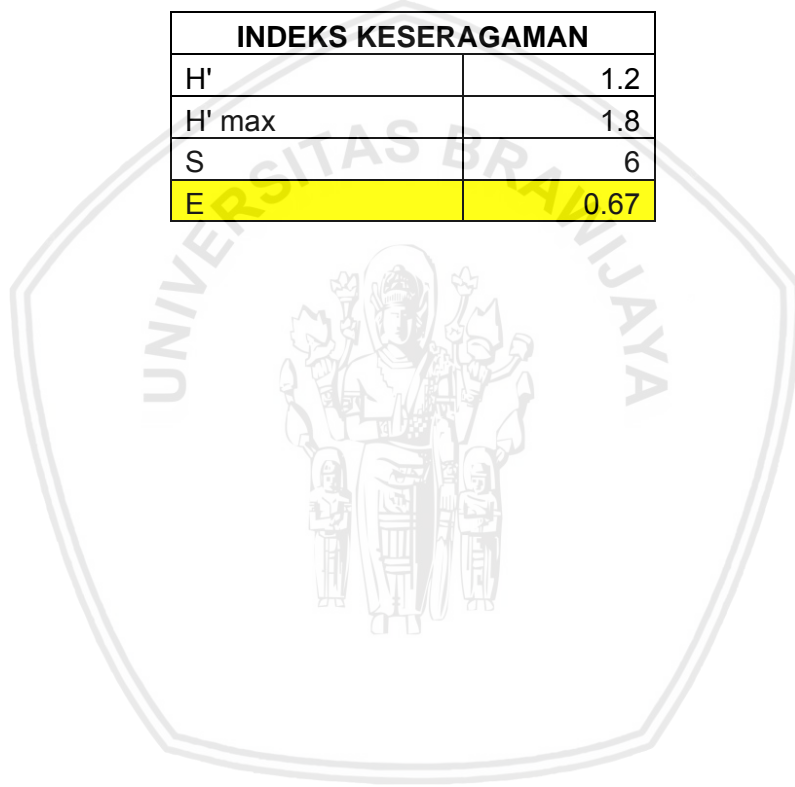 INDEKS KESERAGAMAN
H' 1.2
H' max 1.8
S 6
E 0.67
UNIVERSITAS BRAWIJAYA